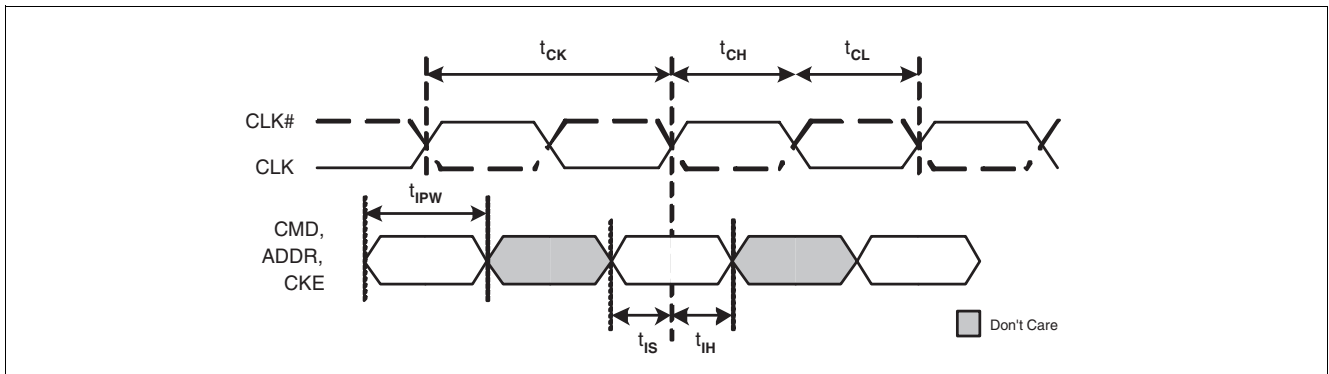 tCK
tCH
tCL
CLK#
CLK
tIPW
CMD,
ADDR,
CKE
tIS
tIH
Don't Care